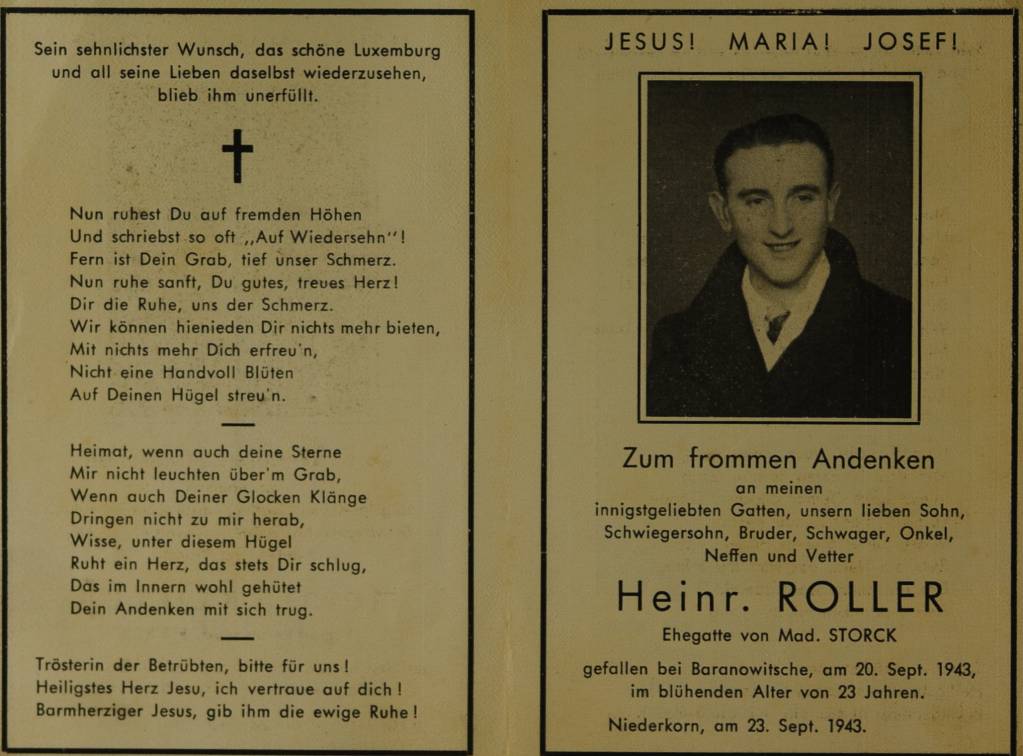 Sein sehnlichster Wunsch, das schöne Luxemburg
und all seine Lieben daselbst wiederzusehen,
blieb ihm unerfüllt.
Nun ruhest Du auf fremden Höhen
Und schriebst so oft ,,Auf Wiedersehn"!
Fern ist Dein Grab, tief unser Schmerz.
Nun ruhe sanft, Du gutes, treues Herz!
Dir die Ruhe, uns der Schmerz.
Wir können hienieden Dir nichts mehr bieten,
Mit nichts mehr Dich erfreu'n,
Nicht eine Handvoll Blüten
Auf Deinen Hügel streu'n.
Heimat, wenn auch deine Sterne
Mir nicht leuchten über'm Grab,
Wenn auch Deiner Glocken Klänge
Dringen nicht zu mir herab,
Wisse, unter diesem Hügel
Ruht ein Herz, das stets Dir schlug,
Das im Innern wohl gehütet
Dein Andenken mit sich trug.
Trösterin der Betrübten, bitte für uns!
Heiligstes Herz Jesu, ich vertraue auf dich!
Barmherziger Jesus, gib ihm die ewige Ruhe!
JESUS! MARIA! JOSEF!
Zum frommen Andenken
an meinen
innigstgeliebten Gatten, unsern lieben Sohn,
Schwiegersohn, Bruder, Schwager, Onkel,
Neffen und Vetter
Heinr. ROLLER
Ehegatte von Mad. STORCK
gefallen bei Baranowitsche, am 20. Sept. 1943,
im blühenden Alter von 23 Jahren.
Niederkorn, am 23. Sept. 1943.